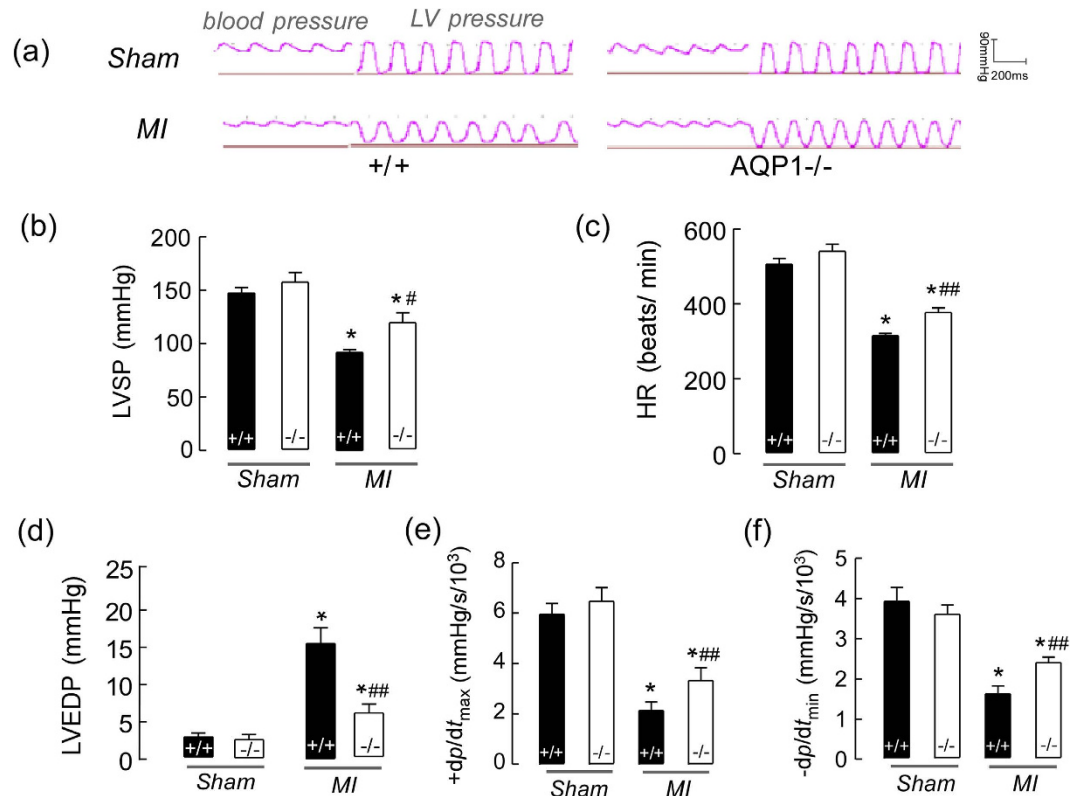 (a)
blood pressure
LV pressure
Sham
90mmHg
200ms
MI
+/+
AQP1-/-
(b)
LVSP (mmHg)
200
150
100
50
0
+/+
-/-
*
+/+
* #
-/-
Sham
MI
(c)
HR (beats/ min)
600
400
200
0
+/+
-/-
*
+/+
*##
-/-
Sham
MI
(d)
LVEDP (mmHg)
25
20
15
10
5
0
+/+
-/-
*
+/+
*##
-/-
Sham
MI
(e)
+dp/dtmax (mmHg/s/10³)
8
6
4
2
0
+/+
-/-
*
+/+
*##
-/-
Sham
MI
(f)
-dp/dtmin (mmHg/s/10³)
5
4
3
2
1
0
+/+
-/-
*
+/+
*##
-/-
Sham
MI